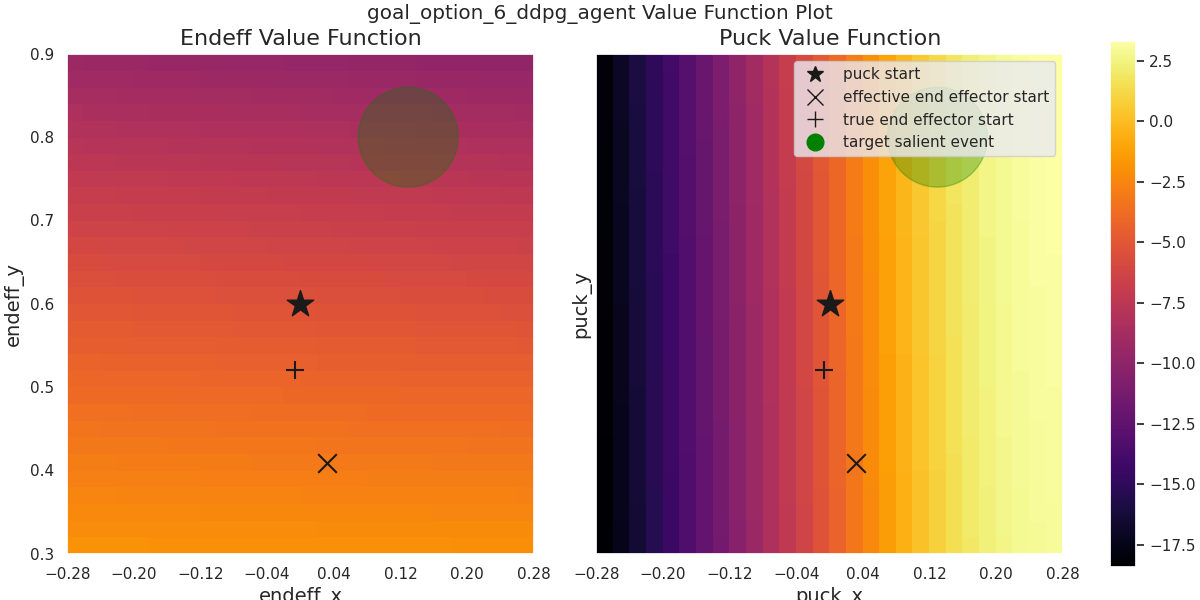 goal_option_6_ddpg_agent Value Function Plot
Endeff Value Function
Puck Value Function
puck start
effective end effector start
true end effector start
target salient event
endeff_y
0.9
0.8
0.7
0.6
0.5
0.4
0.3
−0.28 −0.20 −0.12 −0.04 0.04 0.12 0.20 0.28
endeff_x
puck_y
−0.28 −0.20 −0.12 −0.04 0.04 0.12 0.20 0.28
puck_x
2.5
0.0
−2.5
−5.0
−7.5
−10.0
−12.5
−15.0
−17.5